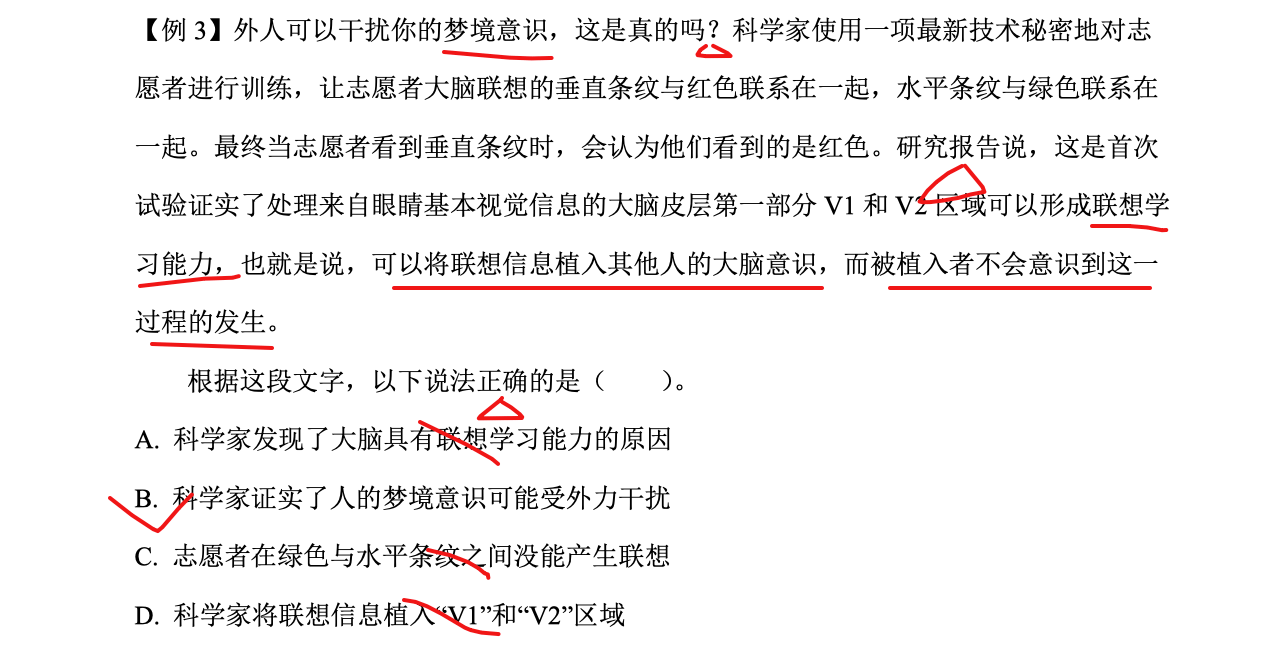 【例 3】外人可以干扰你的梦境意识，这是真的吗？科学家使用一项最新技术秘密地对志
愿者进行训练，让志愿者大脑联想的垂直条纹与红色联系在一起，水平条纹与绿色联系在
一起。最终当志愿者看到垂直条纹时，会认为他们看到的是红色。研究报告说，这是首次
试验证实了处理来自眼睛基本视觉信息的大脑皮层第一部分 V1 和 V2 区域可以形成联想学
习能力，也就是说，可以将联想信息植入其他人的大脑意识，而被植入者不会意识到这一
过程的发生。
根据这段文字，以下说法正确的是（　　）。
A. 科学家发现了大脑具有联想学习能力的原因
B. 科学家证实了人的梦境意识可能受外力干扰
C. 志愿者在绿色与水平条纹之间没能产生联想
D. 科学家将联想信息植入“V1”和“V2”区域